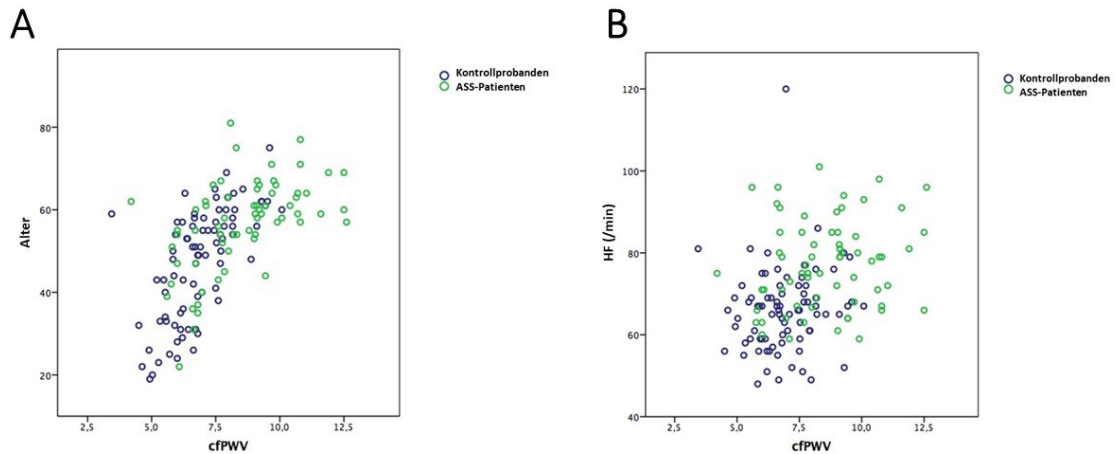 A
B
Kontrollprobanden
ASS-Patienten
Kontrollprobanden
ASS-Patienten
80
60
40
20
Alter
2,5 5,0 7,5 10,0 12,5
cfPWV
120
100
80
60
40
HF (/min)
2,5 5,0 7,5 10,0 12,5
cfPWV